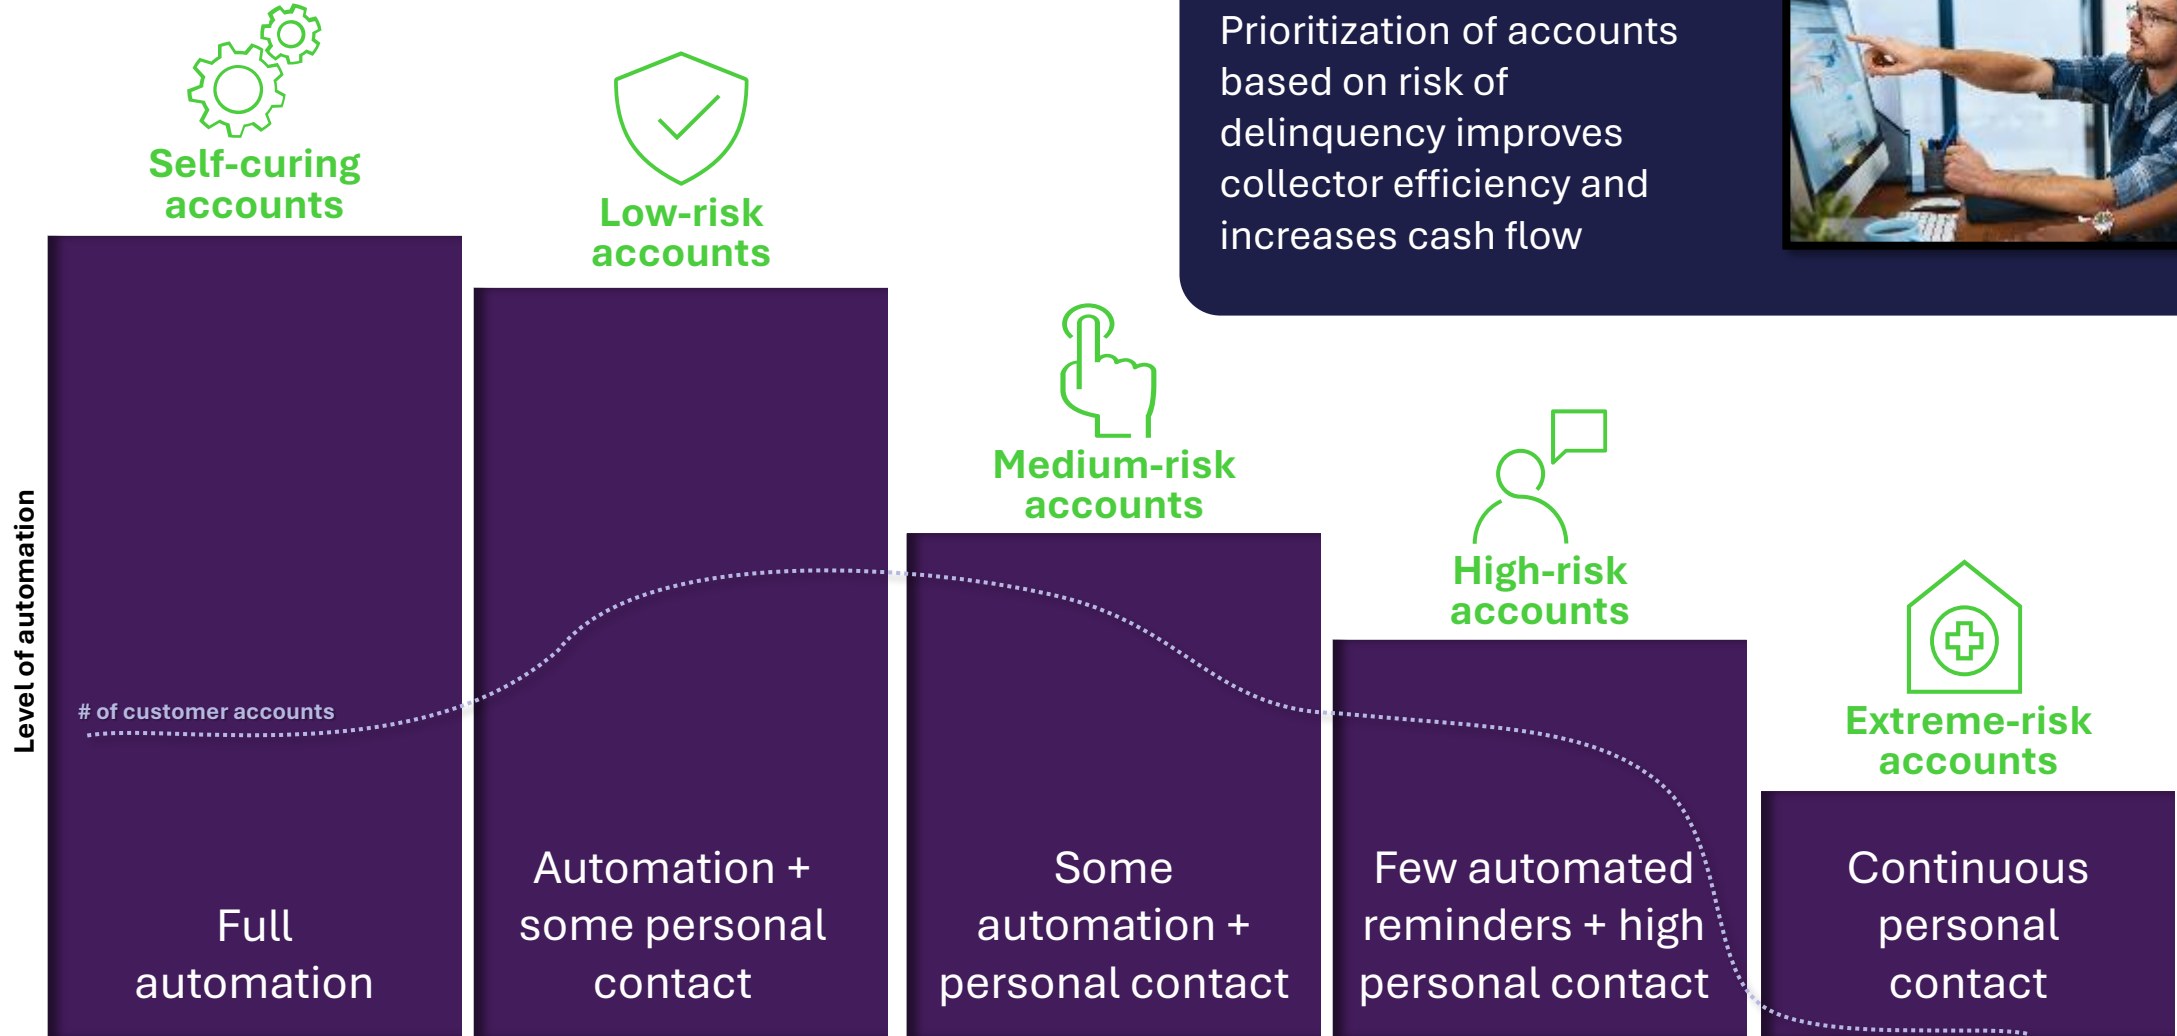 Prioritization of accounts
based on risk of
delinquency improves
collector efficiency and
increases cash flow
Self-curing
accounts
Low-risk
accounts
Medium-risk
accounts
High-risk
accounts
Extreme-risk
accounts
Level of automation
# of customer accounts
Full
automation
Automation +
some personal
contact
Some
automation +
personal contact
Few automated
reminders + high
personal contact
Continuous
personal
contact